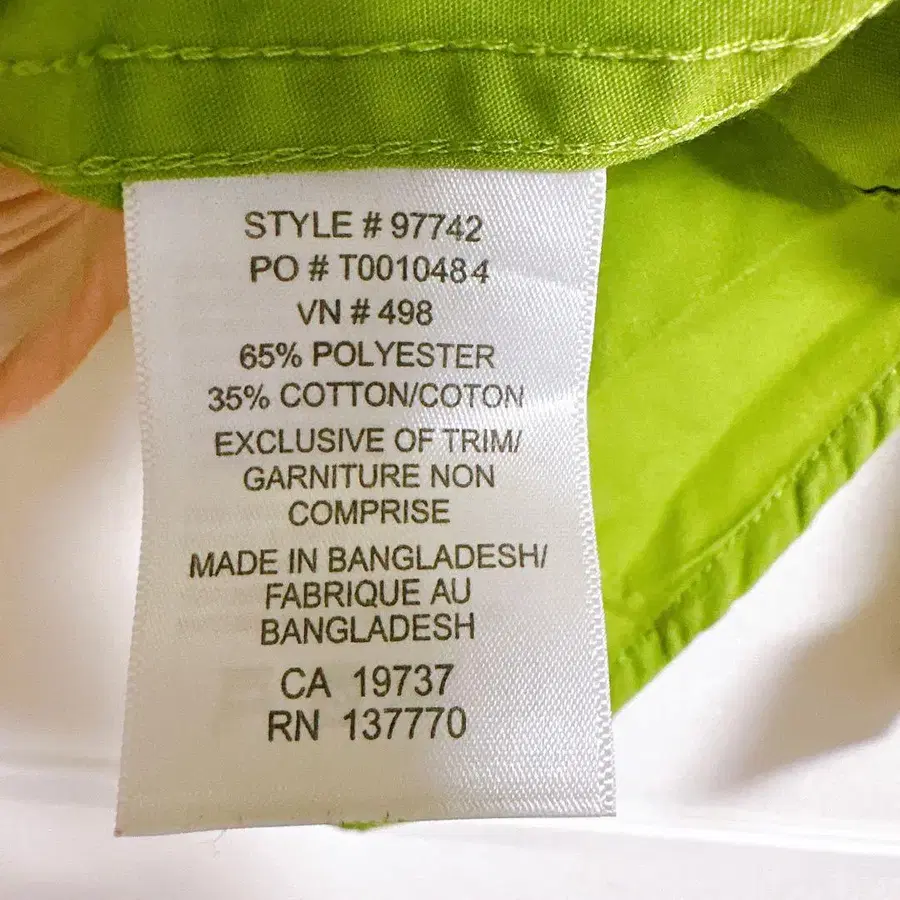 STYLE # 97742
PO # T0010484
VN # 498
65% POLYESTER
35% COTTON/COTON
EXCLUSIVE OF TRIM/
GARNITURE NON
COMPRISE
MADE IN BANGLADESH/
FABRIQUE AU
BANGLADESH
CA 19737
RN 137770